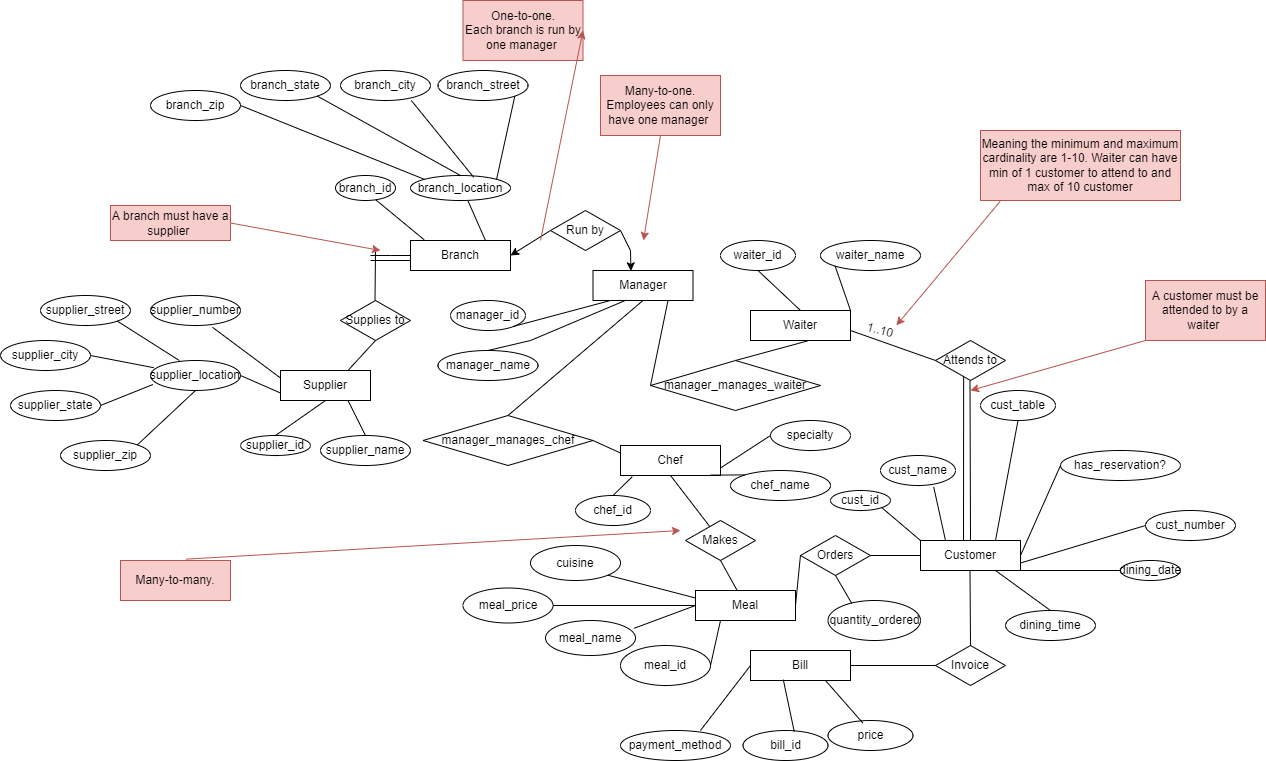 One-to-one.
Each branch is run by
one manager
branch_state
branch_city
branch_street
branch_zip
Many-to-one.
Employees can only
have one manager
Meaning the minimum and maximum
cardinality are 1-10. Waiter can have
min of 1 customer to attend to and
max of 10 customer
branch_id
branch_location
A branch must have a
supplier
Run by
Branch
waiter_id
waiter_name
Manager
A customer must be
attended to by a
waiter
supplier_street
supplier_number
manager_id
Supplies to
Waiter
1..10
supplier_city
manager_name
Attends to
supplier_location
Supplier
manager_manages_waiter
supplier_state
cust_table
supplier_zip
supplier_id
supplier_name
manager_manages_chef
specialty
Chef
cust_name
has_reservation?
chef_name
chef_id
cust_id
cust_number
Makes
Orders
Customer
Many-to-many.
cuisine
dining_date
meal_price
Meal
quantity_ordered
dining_time
meal_name
meal_id
Bill
Invoice
payment_method
bill_id
price